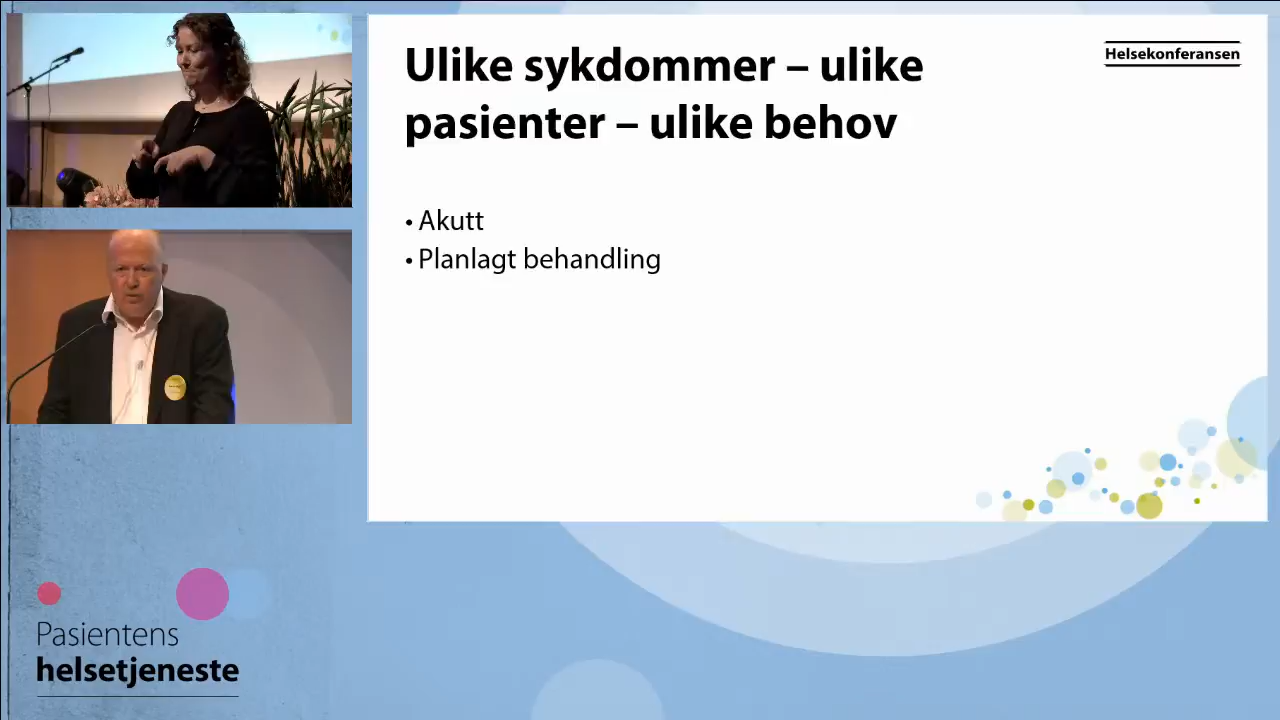 Ulike sykdommer – ulike
pasienter – ulike behov
Helsekonferansen
• Akutt
• Planlagt behandling
Pasientens
helsetjeneste